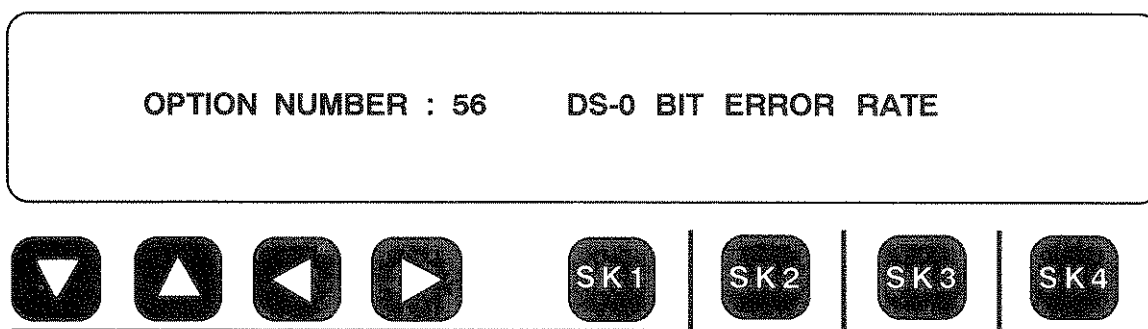 OPTION NUMBER : 56 DS-0 BIT ERROR RATE
SK1 SK2 SK3 SK4